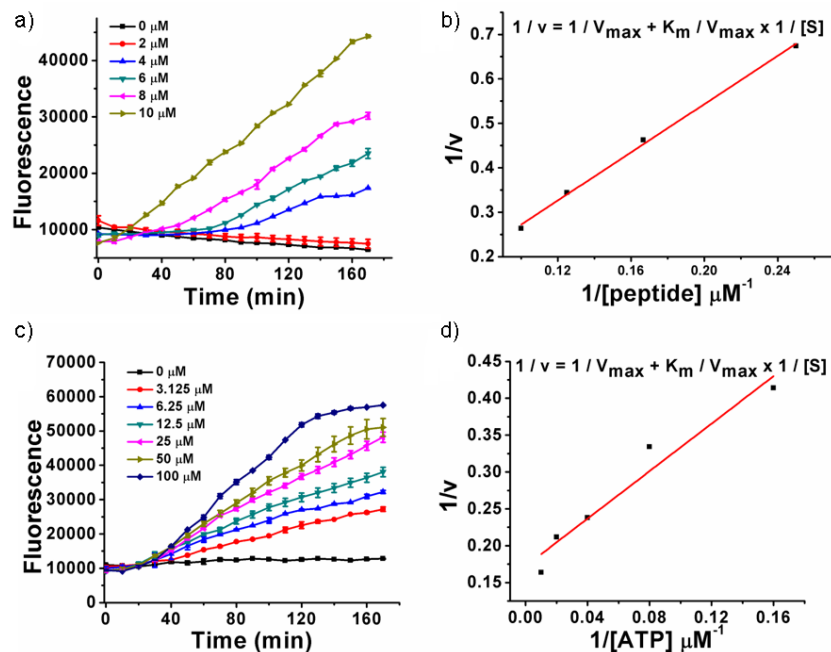 a)
0 μM
2 μM
4 μM
6 μM
8 μM
10 μM
40000
30000
20000
10000
0 40 80 120 160
Fluorescence
Time (min)
b)
1 / v = 1 / Vmax + Km / Vmax x 1 / [S]
0.7
0.6
0.5
0.4
0.3
0.2
0.12 0.16 0.20 0.24
1/v
1/[peptide] μM-1
c)
0 μM
3.125 μM
6.25 μM
12.5 μM
25 μM
50 μM
100 μM
70000
60000
50000
40000
30000
20000
10000
0
0 40 80 120 160
Fluorescence
Time (min)
d)
1 / v = 1 / Vmax + Km / Vmax x 1 / [S]
0.45
0.40
0.35
0.30
0.25
0.20
0.15
0.00 0.04 0.08 0.12 0.16
1/v
1/[ATP] μM-1